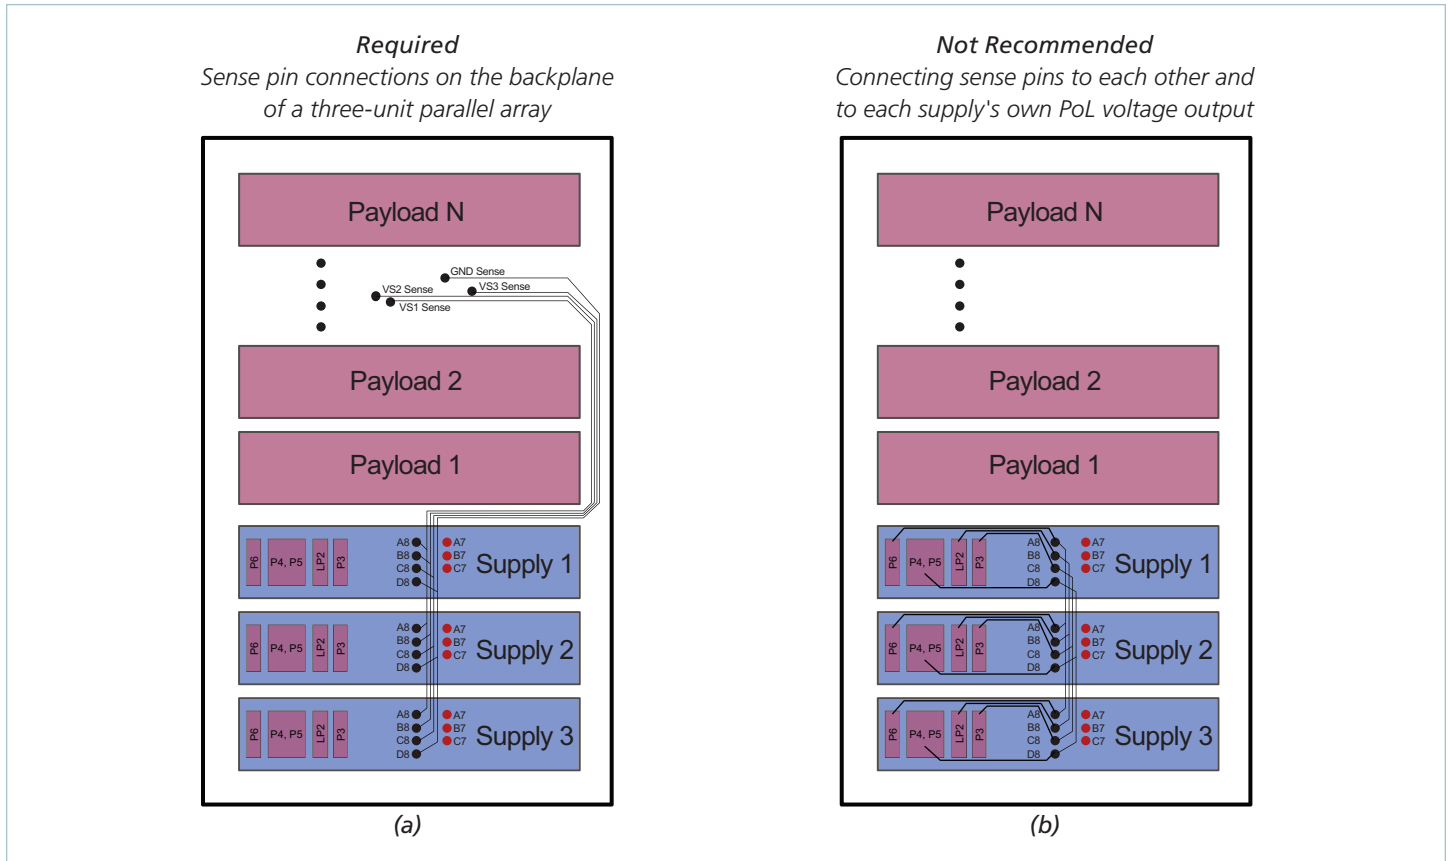 Required
Sense pin connections on the backplane
of a three-unit parallel array
Payload N
GND Sense
VS2 Sense
VS3 Sense
VS1 Sense
Payload 2
Payload 1
P6
P4, P5
LP2
P3
A8
B8
C8
D8
A7
B7
C7
Supply 1
P6
P4, P5
LP2
P3
A8
B8
C8
D8
A7
B7
C7
Supply 2
P6
P4, P5
LP2
P3
A8
B8
C8
D8
A7
B7
C7
Supply 3
(a)
Not Recommended
Connecting sense pins to each other and
to each supply's own PoL voltage output
Payload N
Payload 2
Payload 1
P6
P4, P5
LP2
P3
A8
B8
C8
D8
A7
B7
C7
Supply 1
P6
P4, P5
LP2
P3
A8
B8
C8
D8
A7
B7
C7
Supply 2
P6
P4, P5
LP2
P3
A8
B8
C8
D8
A7
B7
C7
Supply 3
(b)